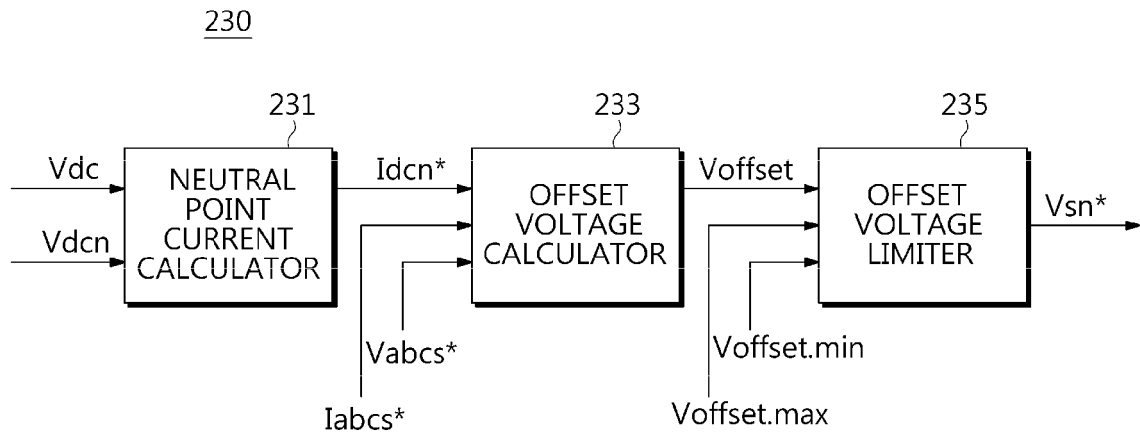 230
231
233
235
Vdc
Vdcn
NEUTRAL
POINT
CURRENT
CALCULATOR
Idcn*
OFFSET
VOLTAGE
CALCULATOR
Voffset
OFFSET
VOLTAGE
LIMITER
Vsn*
Vabcs*
Iabcs*
Voffset.min
Voffset.max